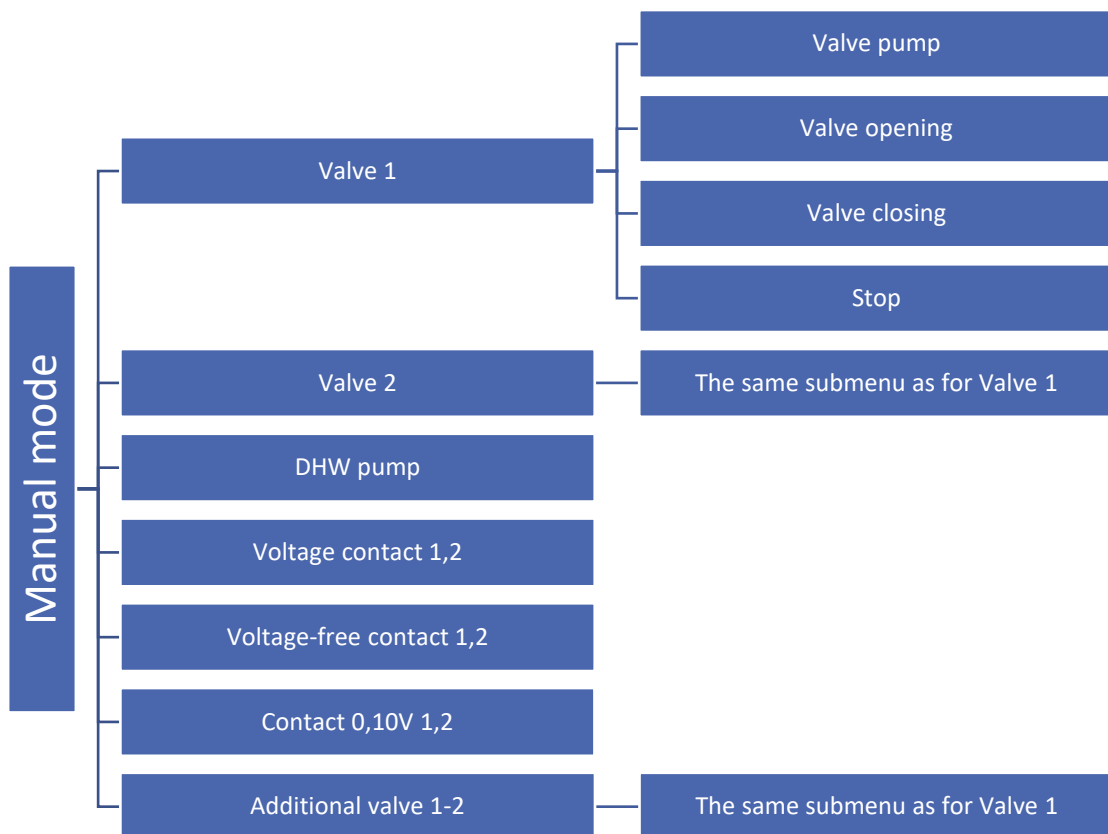 Manual mode
Valve 1
Valve pump
Valve opening
Valve closing
Stop
Valve 2
The same submenu as for Valve 1
DHW pump
Voltage contact 1,2
Voltage-free contact 1,2
Contact 0,10V 1,2
Additional valve 1-2
The same submenu as for Valve 1